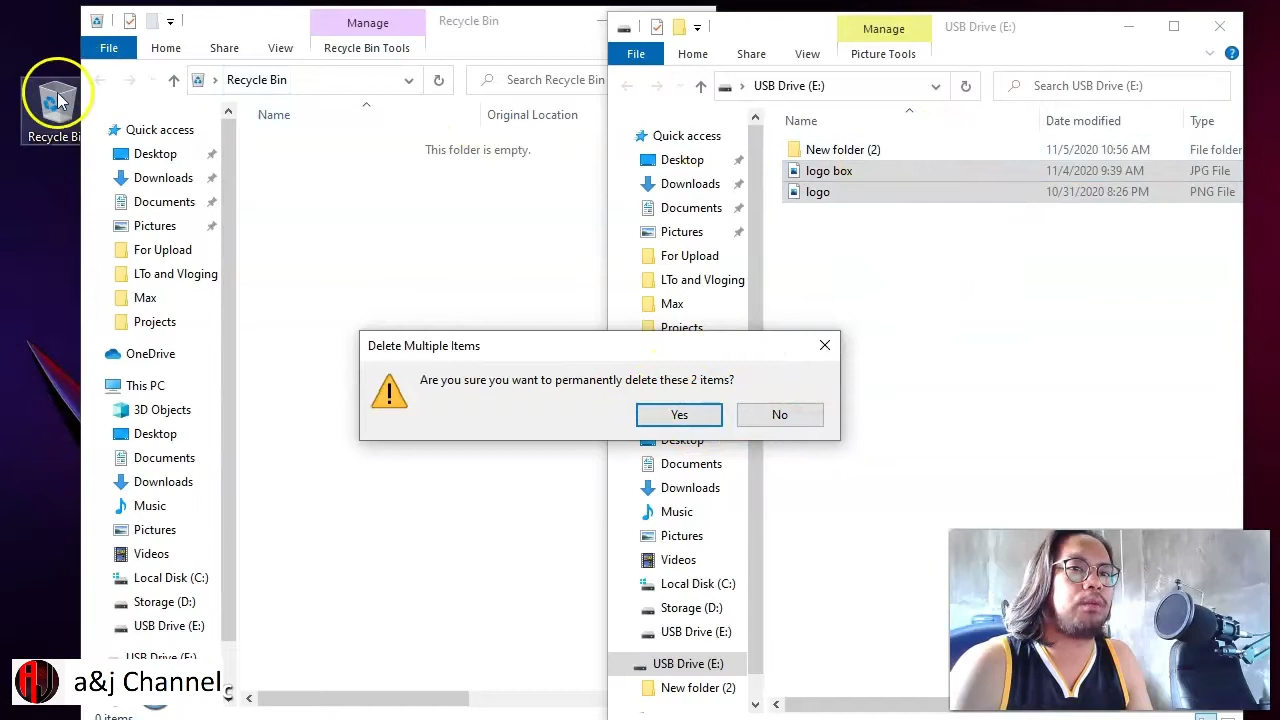 Manage
Recycle Bin
File
Home
Share
View
Recycle Bin Tools
Recycle Bin
Search Recycle Bin
Name
Original Location
This folder is empty.
Quick access
Desktop
Downloads
Documents
Pictures
For Upload
LTo and Vloging
Max
Projects
OneDrive
This PC
3D Objects
Desktop
Documents
Downloads
Music
Pictures
Videos
Local Disk (C:)
Storage (D:)
USB Drive (E:)
USB Drive (E:)
0 items
Recycle Bi
Manage
USB Drive (E:)
File
Home
Share
View
Picture Tools
USB Drive (E:)
Search USB Drive (E:)
Name
Date modified
Type
New folder (2)
11/5/2020 10:56 AM
File folder
logo box
11/4/2020 9:39 AM
JPG File
logo
10/31/2020 8:26 PM
PNG File
Quick access
Desktop
Downloads
Documents
Pictures
For Upload
LTo and Vloging
Max
Projects
Desktop
Documents
Downloads
Music
Pictures
Videos
Local Disk (C:)
Storage (D:)
USB Drive (E:)
USB Drive (E:)
New folder (2)
Delete Multiple Items
Are you sure you want to permanently delete these 2 items?
Yes
No
a&j Channel